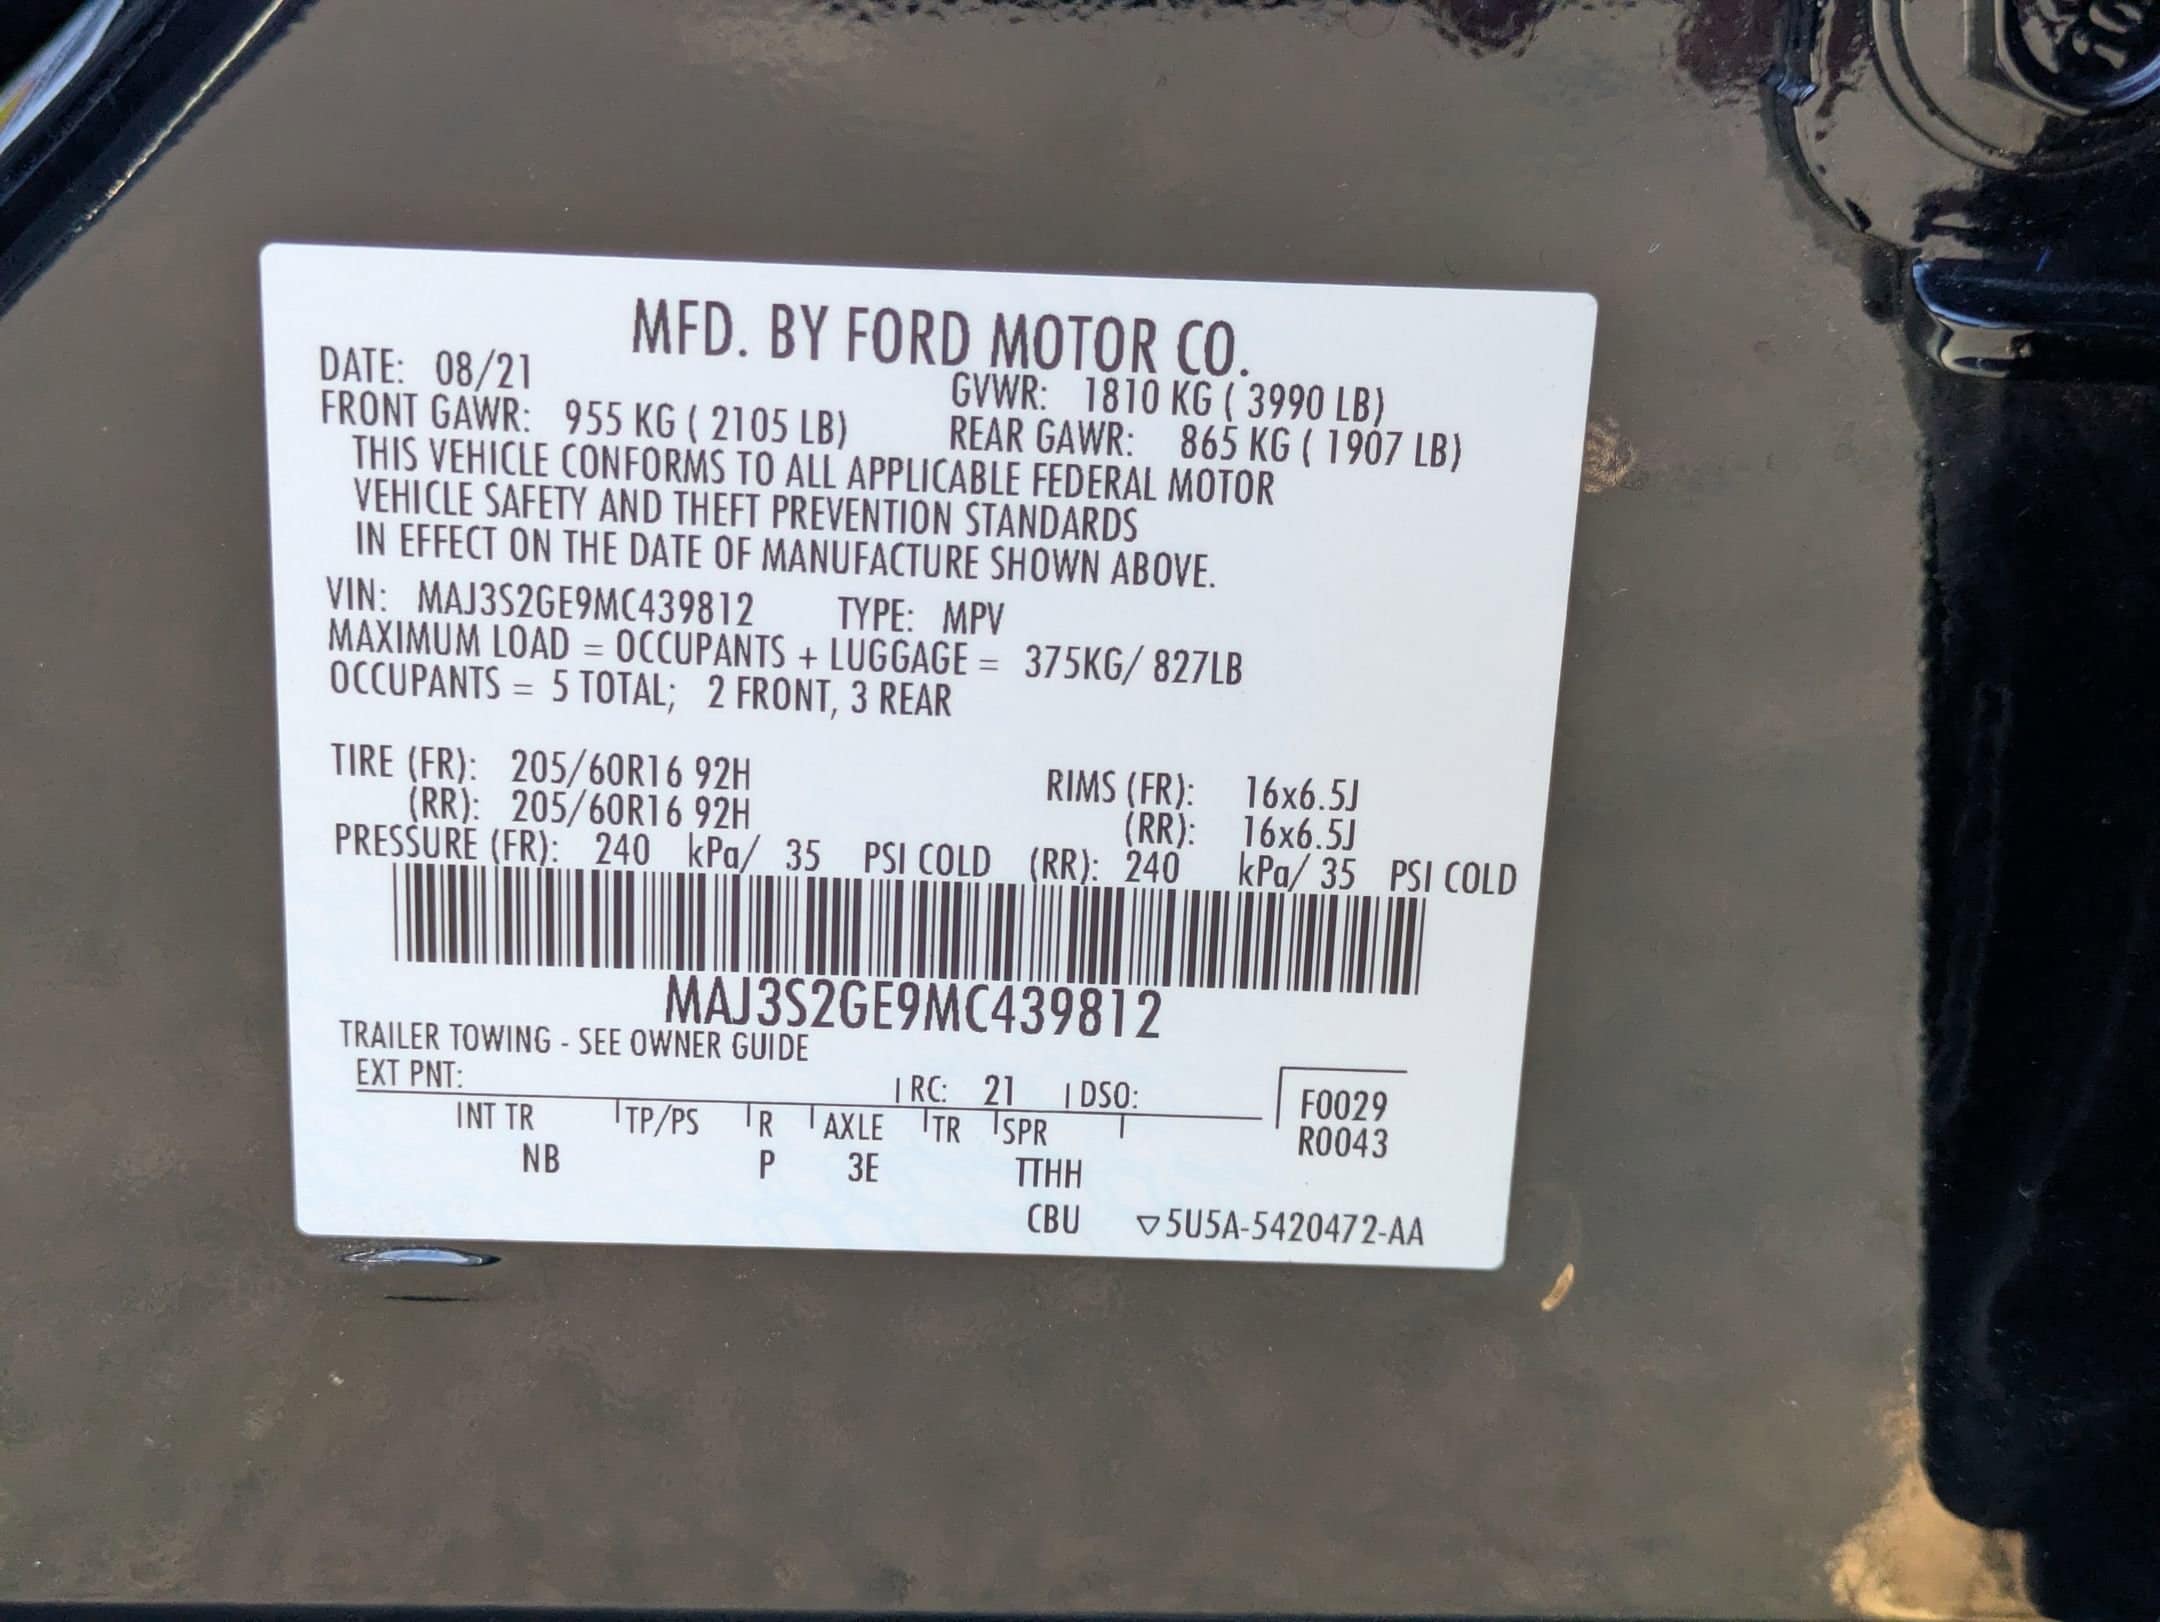 MFD. BY FORD MOTOR CO.
DATE: 08/21 GVWR: 1810 KG ( 3990 LB)
FRONT GAWR: 955 KG ( 2105 LB) REAR GAWR: 865 KG ( 1907 LB)
THIS VEHICLE CONFORMS TO ALL APPLICABLE FEDERAL MOTOR
VEHICLE SAFETY AND THEFT PREVENTION STANDARDS
IN EFFECT ON THE DATE OF MANUFACTURE SHOWN ABOVE.
VIN: MAJ3S2GE9MC439812 TYPE: MPV
MAXIMUM LOAD = OCCUPANTS + LUGGAGE = 375KG/ 827LB
OCCUPANTS = 5 TOTAL; 2 FRONT, 3 REAR
TIRE (FR): 205/60R16 92H RIMS (FR): 16x6.5J
(RR): 205/60R16 92H (RR): 16x6.5J
PRESSURE (FR): 240 kPa/ 35 PSI COLD (RR): 240 kPa/ 35 PSI COLD
MAJ3S2GE9MC439812
TRAILER TOWING - SEE OWNER GUIDE
EXT PNT: RC: 21 DSO: F0029
INT TR TP/PS R AXLE TR SPR R0043
NB P 3E TTHH
CBU ▽5U5A-5420472-AA